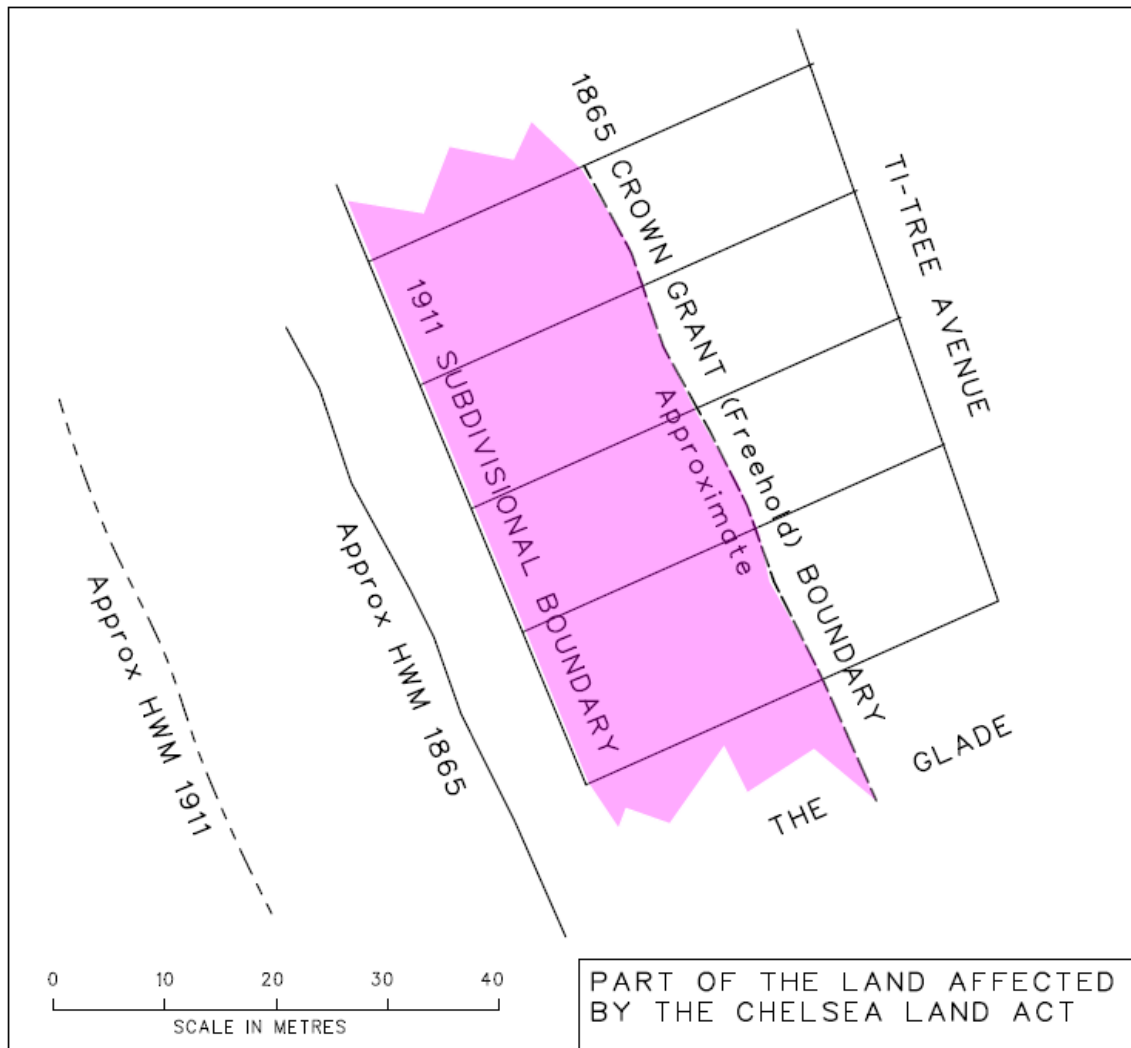 1865 CROWN GRANT (Freehold) BOUNDARY
Approximate
TI-TREE AVENUE
1911 SUBDIVISIONAL BOUNDARY
Approx HWM 1865
Approx HWM 1911
THE GLADE
0 10 20 30 40
SCALE IN METRES
PART OF THE LAND AFFECTED
BY THE CHELSEA LAND ACT